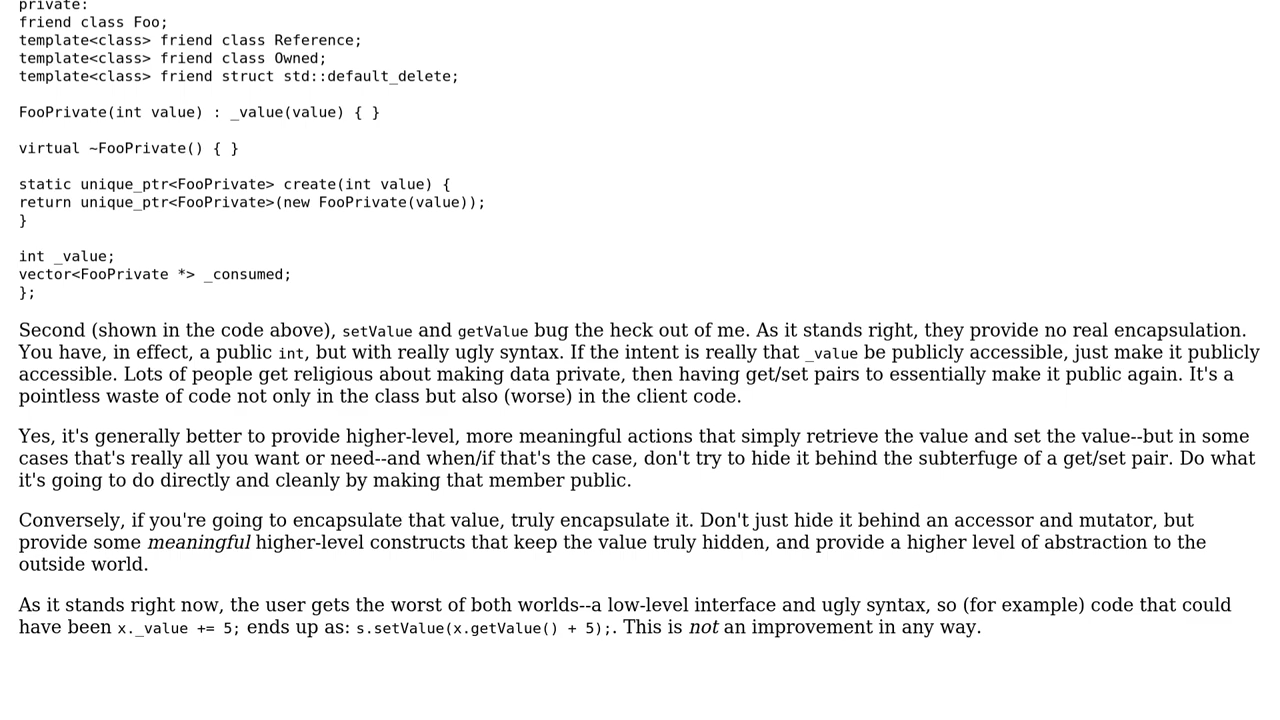 private:
friend class Foo;
template<class> friend class Reference;
template<class> friend class Owned;
template<class> friend struct std::default_delete;
FooPrivate(int value) : _value(value) { }
virtual ~FooPrivate() { }
static unique_ptr<FooPrivate> create(int value) {
return unique_ptr<FooPrivate>(new FooPrivate(value));
}
int _value;
vector<FooPrivate *> _consumed;
};
Second (shown in the code above), setValue and getValue bug the heck out of me. As it stands right, they provide no real encapsulation.
You have, in effect, a public int, but with really ugly syntax. If the intent is really that _value be publicly accessible, just make it publicly
accessible. Lots of people get religious about making data private, then having get/set pairs to essentially make it public again. It's a
pointless waste of code not only in the class but also (worse) in the client code.
Yes, it's generally better to provide higher-level, more meaningful actions that simply retrieve the value and set the value--but in some
cases that's really all you want or need--and when/if that's the case, don't try to hide it behind the subterfuge of a get/set pair. Do what
it's going to do directly and cleanly by making that member public.
Conversely, if you're going to encapsulate that value, truly encapsulate it. Don't just hide it behind an accessor and mutator, but
provide some meaningful higher-level constructs that keep the value truly hidden, and provide a higher level of abstraction to the
outside world.
As it stands right now, the user gets the worst of both worlds--a low-level interface and ugly syntax, so (for example) code that could
have been x._value += 5; ends up as: s.setValue(x.getValue() + 5);. This is not an improvement in any way.